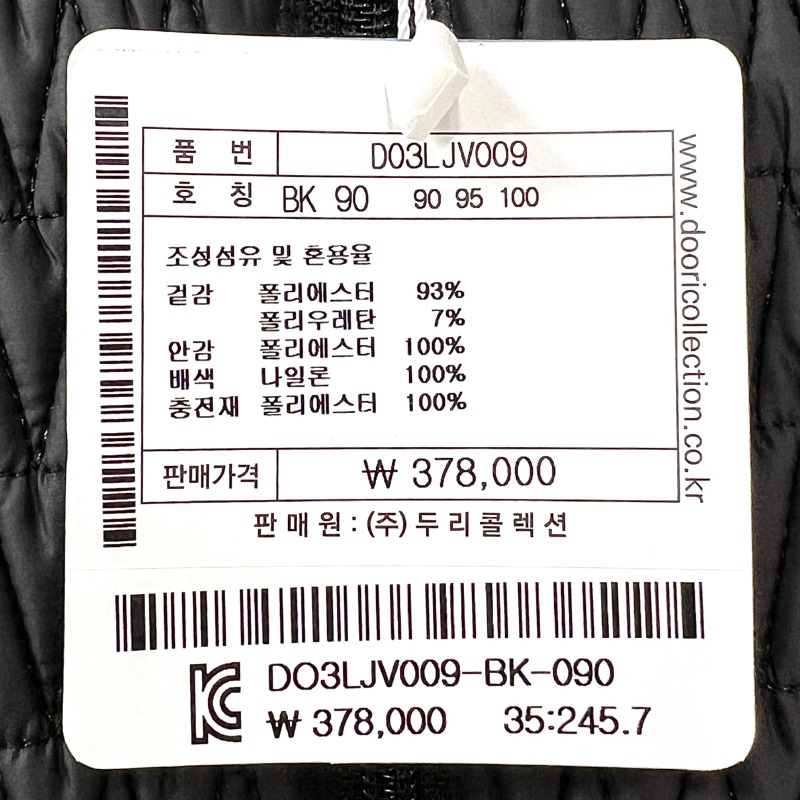 품 번 DO3LJV009
호 칭 BK 90 90 95 100
조성섬유 및 혼용율
겉감 폴리에스터 93%
폴리우레탄 7%
안감 폴리에스터 100%
배색 나일론 100%
충전재 폴리에스터 100%
판매가격 ₩ 378,000
판 매 원 : (주) 두 리 콜 렉 션
www.dooricollection.co.kr
DO3LJV009-BK-090
₩ 378,000 35:245.7